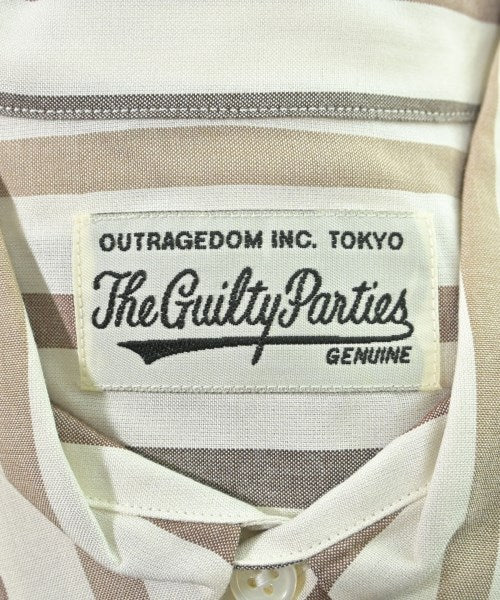 OUTRAGEDOM INC. TOKYO
The Guilty Parties
GENUINE